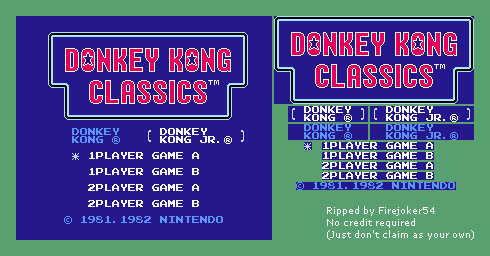 DONKEY KONG
CLASSICS™
DONKEY
KONG ®
( DONKEY
KONG JR.® )
✳ 1PLAYER GAME A
1PLAYER GAME B
2PLAYER GAME A
2PLAYER GAME B
© 1981,1982 NINTENDO
DONKEY KONG
CLASSICS™
( DONKEY
KONG ® )
( DONKEY
KONG JR.® )
DONKEY
KONG ®
DONKEY
KONG JR.®
✳ 1PLAYER GAME A
1PLAYER GAME B
2PLAYER GAME A
2PLAYER GAME B
© 1981,1982 NINTENDO
Ripped by Firejoker54
No credit required
(Just don't claim as your own)